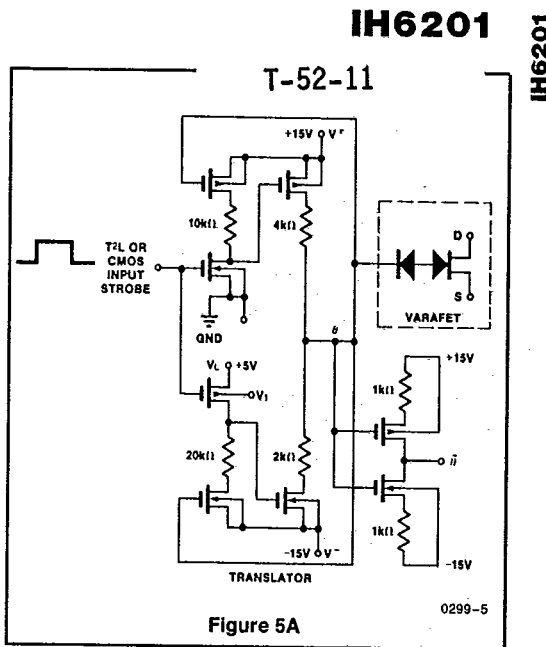 IH6201
IH6201
T-52-11
+15V V⁺
10kΩ
4kΩ
T²L OR
CMOS
INPUT
STROBE
GND
D
S
VARAFET
θ
V_L +5V
V₁
+15V
1kΩ
20kΩ
2kΩ
1kΩ
-15V
-15V V⁻
TRANSLATOR
0299-5
Figure 5A